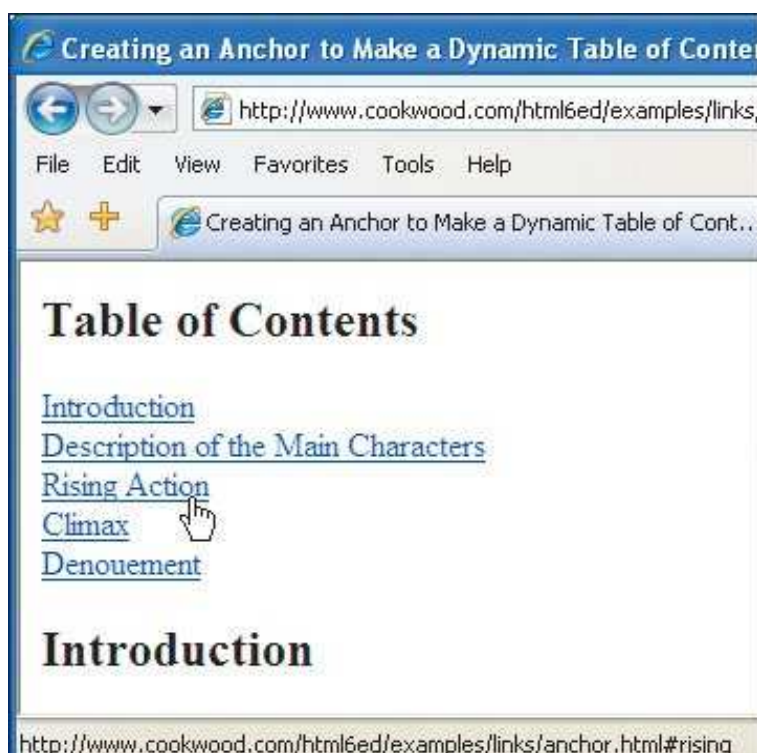 Creating an Anchor to Make a Dynamic Table of Conte
http://www.cookwood.com/html6ed/examples/links/
File Edit View Favorites Tools Help
Creating an Anchor to Make a Dynamic Table of Cont...
Table of Contents
Introduction
Description of the Main Characters
Rising Action
Climax
Denouement
Introduction
http://www.cookwood.com/html6ed/examples/links/anchor.html#rising